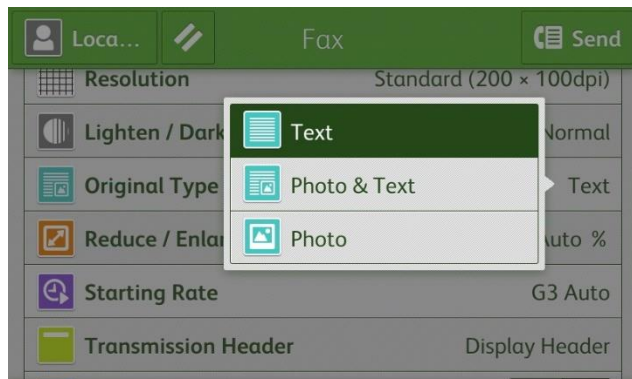 Loca...
Fax
Send
Resolution Standard (200 × 100dpi)
Lighten / Dark Normal
Text
Original Type Text
Photo & Text
Reduce / Enlar Auto %
Photo
Starting Rate G3 Auto
Transmission Header Display Header